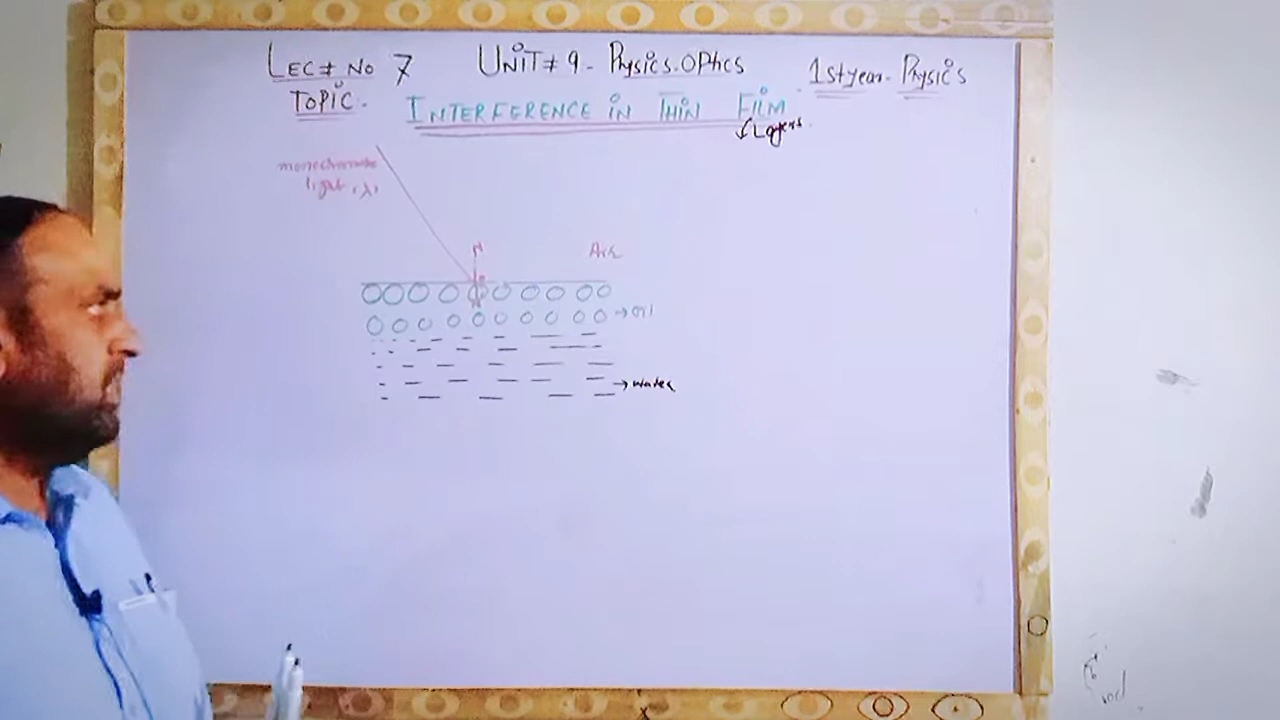 LEC # NO 7 UNIT # 9 - PHYSICS.OPTICS 1st year. PHYSICS
TOPIC. INTERFERENCE IN THIN FILM
Layers.
light (λ)
N
Air
→ oil
→ water